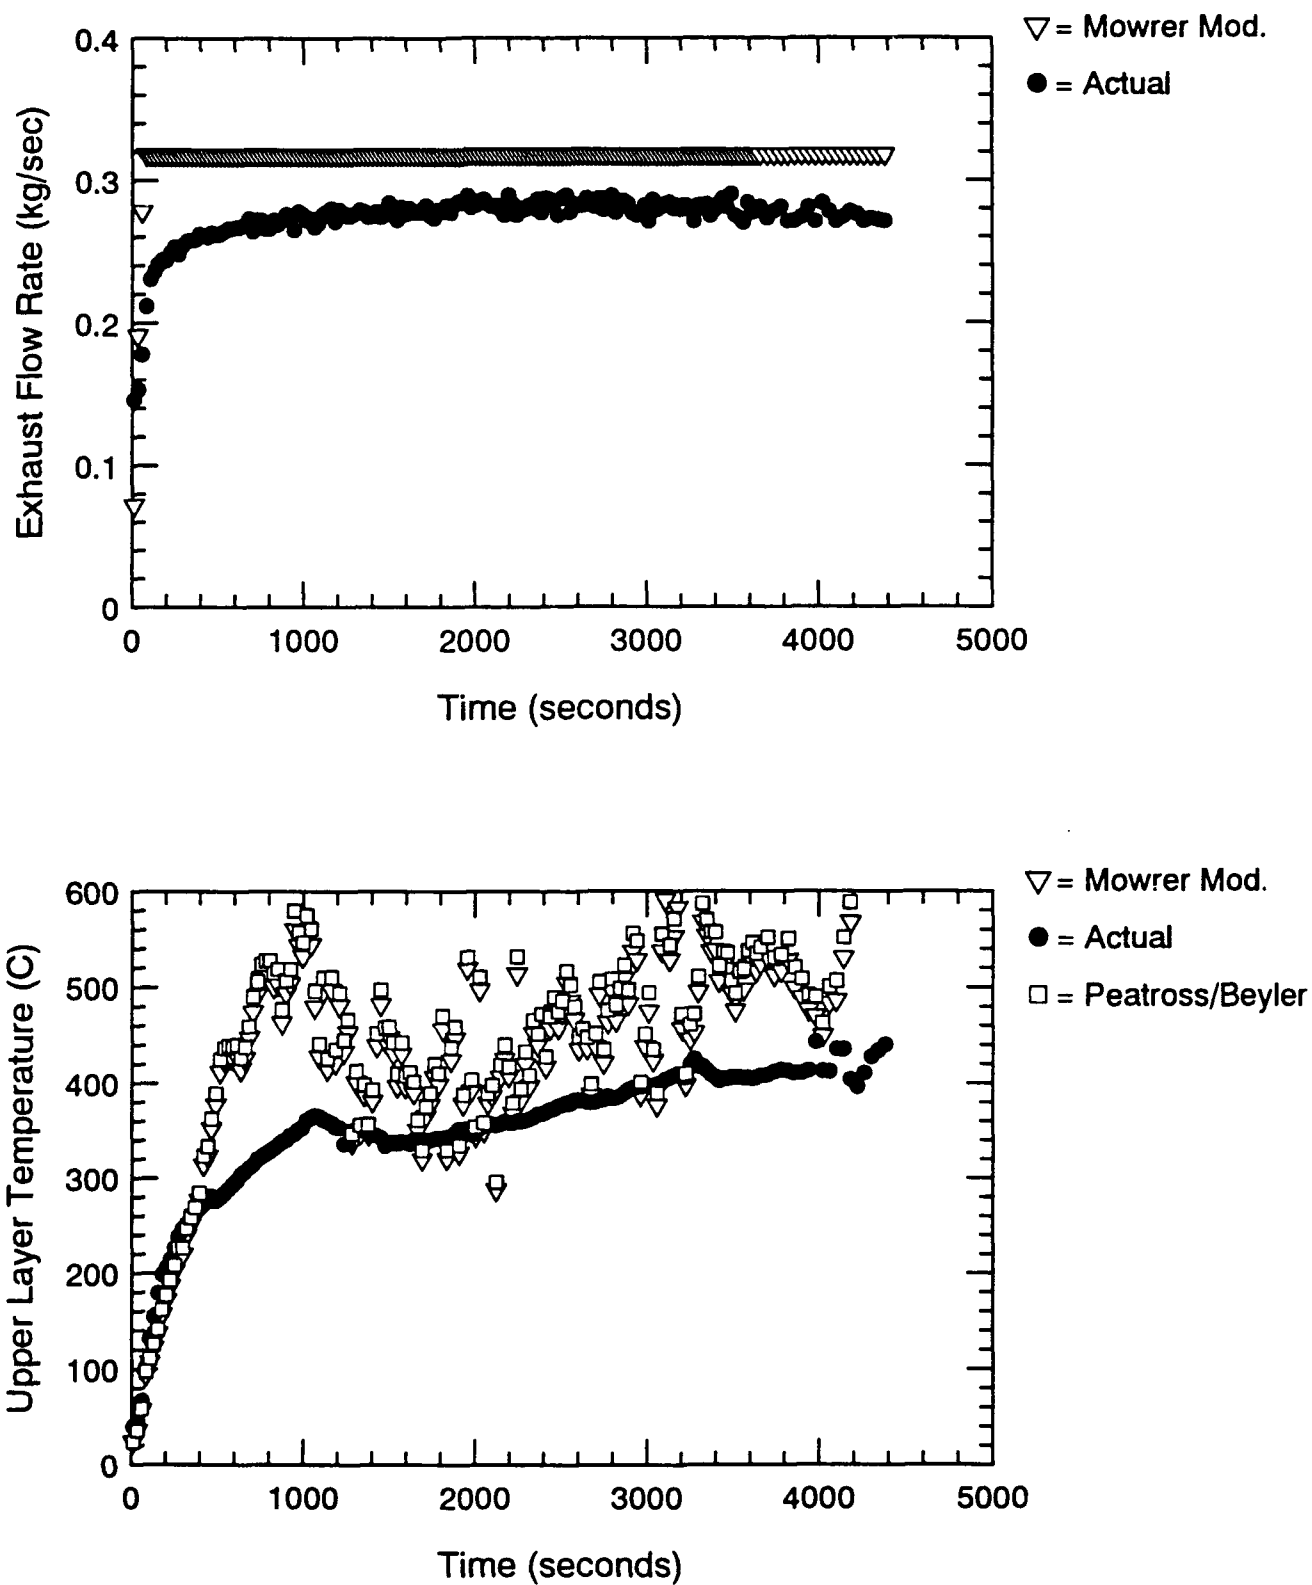 ▽ = Mowrer Mod.
● = Actual
0.4
0.3
0.2
0.1
0
Exhaust Flow Rate (kg/sec)
0 1000 2000 3000 4000 5000
Time (seconds)
▽ = Mowrer Mod.
● = Actual
□ = Peatross/Beyler
600
500
400
300
200
100
0
Upper Layer Temperature (C)
0 1000 2000 3000 4000 5000
Time (seconds)